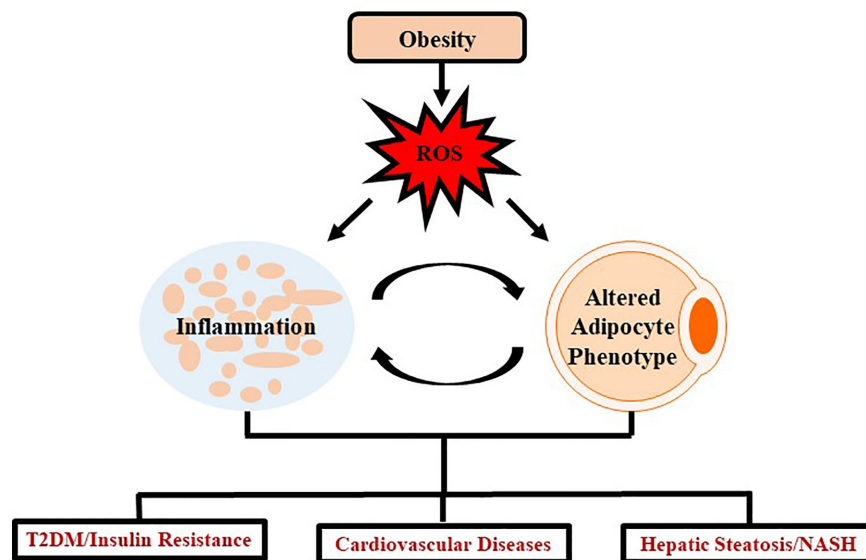 Obesity
ROS
Inflammation
Altered
Adipocyte
Phenotype
T2DM/Insulin Resistance
Cardiovascular Diseases
Hepatic Steatosis/NASH